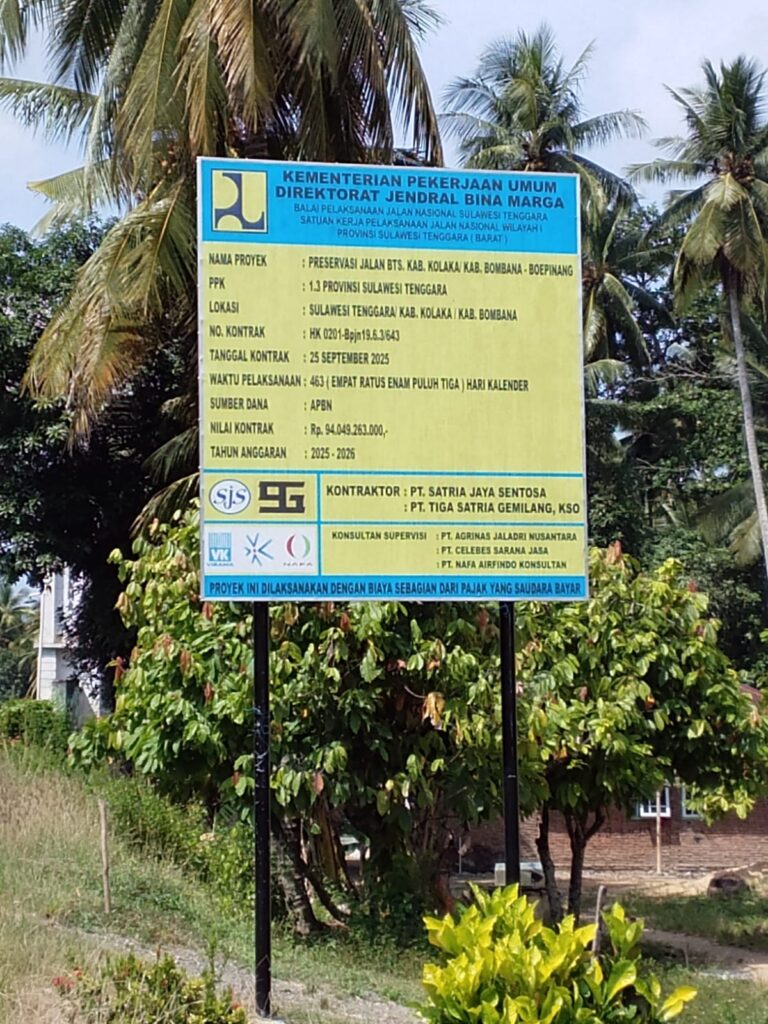 KEMENTERIAN PEKERJAAN UMUM
DIREKTORAT JENDRAL BINA MARGA
BALAI PELAKSANAAN JALAN NASIONAL SULAWESI TENGGARA
SATUAN KERJA PELAKSANAAN JALAN NASIONAL WILAYAH I
PROVINSI SULAWESI TENGGARA ( BARAT )
NAMA PROYEK : PRESERVASI JALAN BTS. KAB. KOLAKA/ KAB. BOMBANA - BOEPINANG
PPK : 1.3 PROVINSI SULAWESI TENGGARA
LOKASI : SULAWESI TENGGARA/ KAB. KOLAKA / KAB. BOMBANA
NO. KONTRAK : HK 0201-Bpjn19.6.3/643
TANGGAL KONTRAK : 25 SEPTEMBER 2025
WAKTU PELAKSANAAN : 463 ( EMPAT RATUS ENAM PULUH TIGA ) HARI KALENDER
SUMBER DANA : APBN
NILAI KONTRAK : Rp. 94.049.263.000,-
TAHUN ANGGARAN : 2025 - 2026
sjs SG
KONTRAKTOR : PT. SATRIA JAYA SENTOSA
: PT. TIGA SATRIA GEMILANG, KSO
VK
NAFA
KONSULTAN SUPERVISI : PT. AGRINAS JALADRI NUSANTARA
: PT. CELEBES SARANA JASA
: PT. NAFA AIRFINDO KONSULTAN
PROYEK INI DILAKSANAKAN DENGAN BIAYA SEBAGIAN DARI PAJAK YANG SAUDARA BAYAR